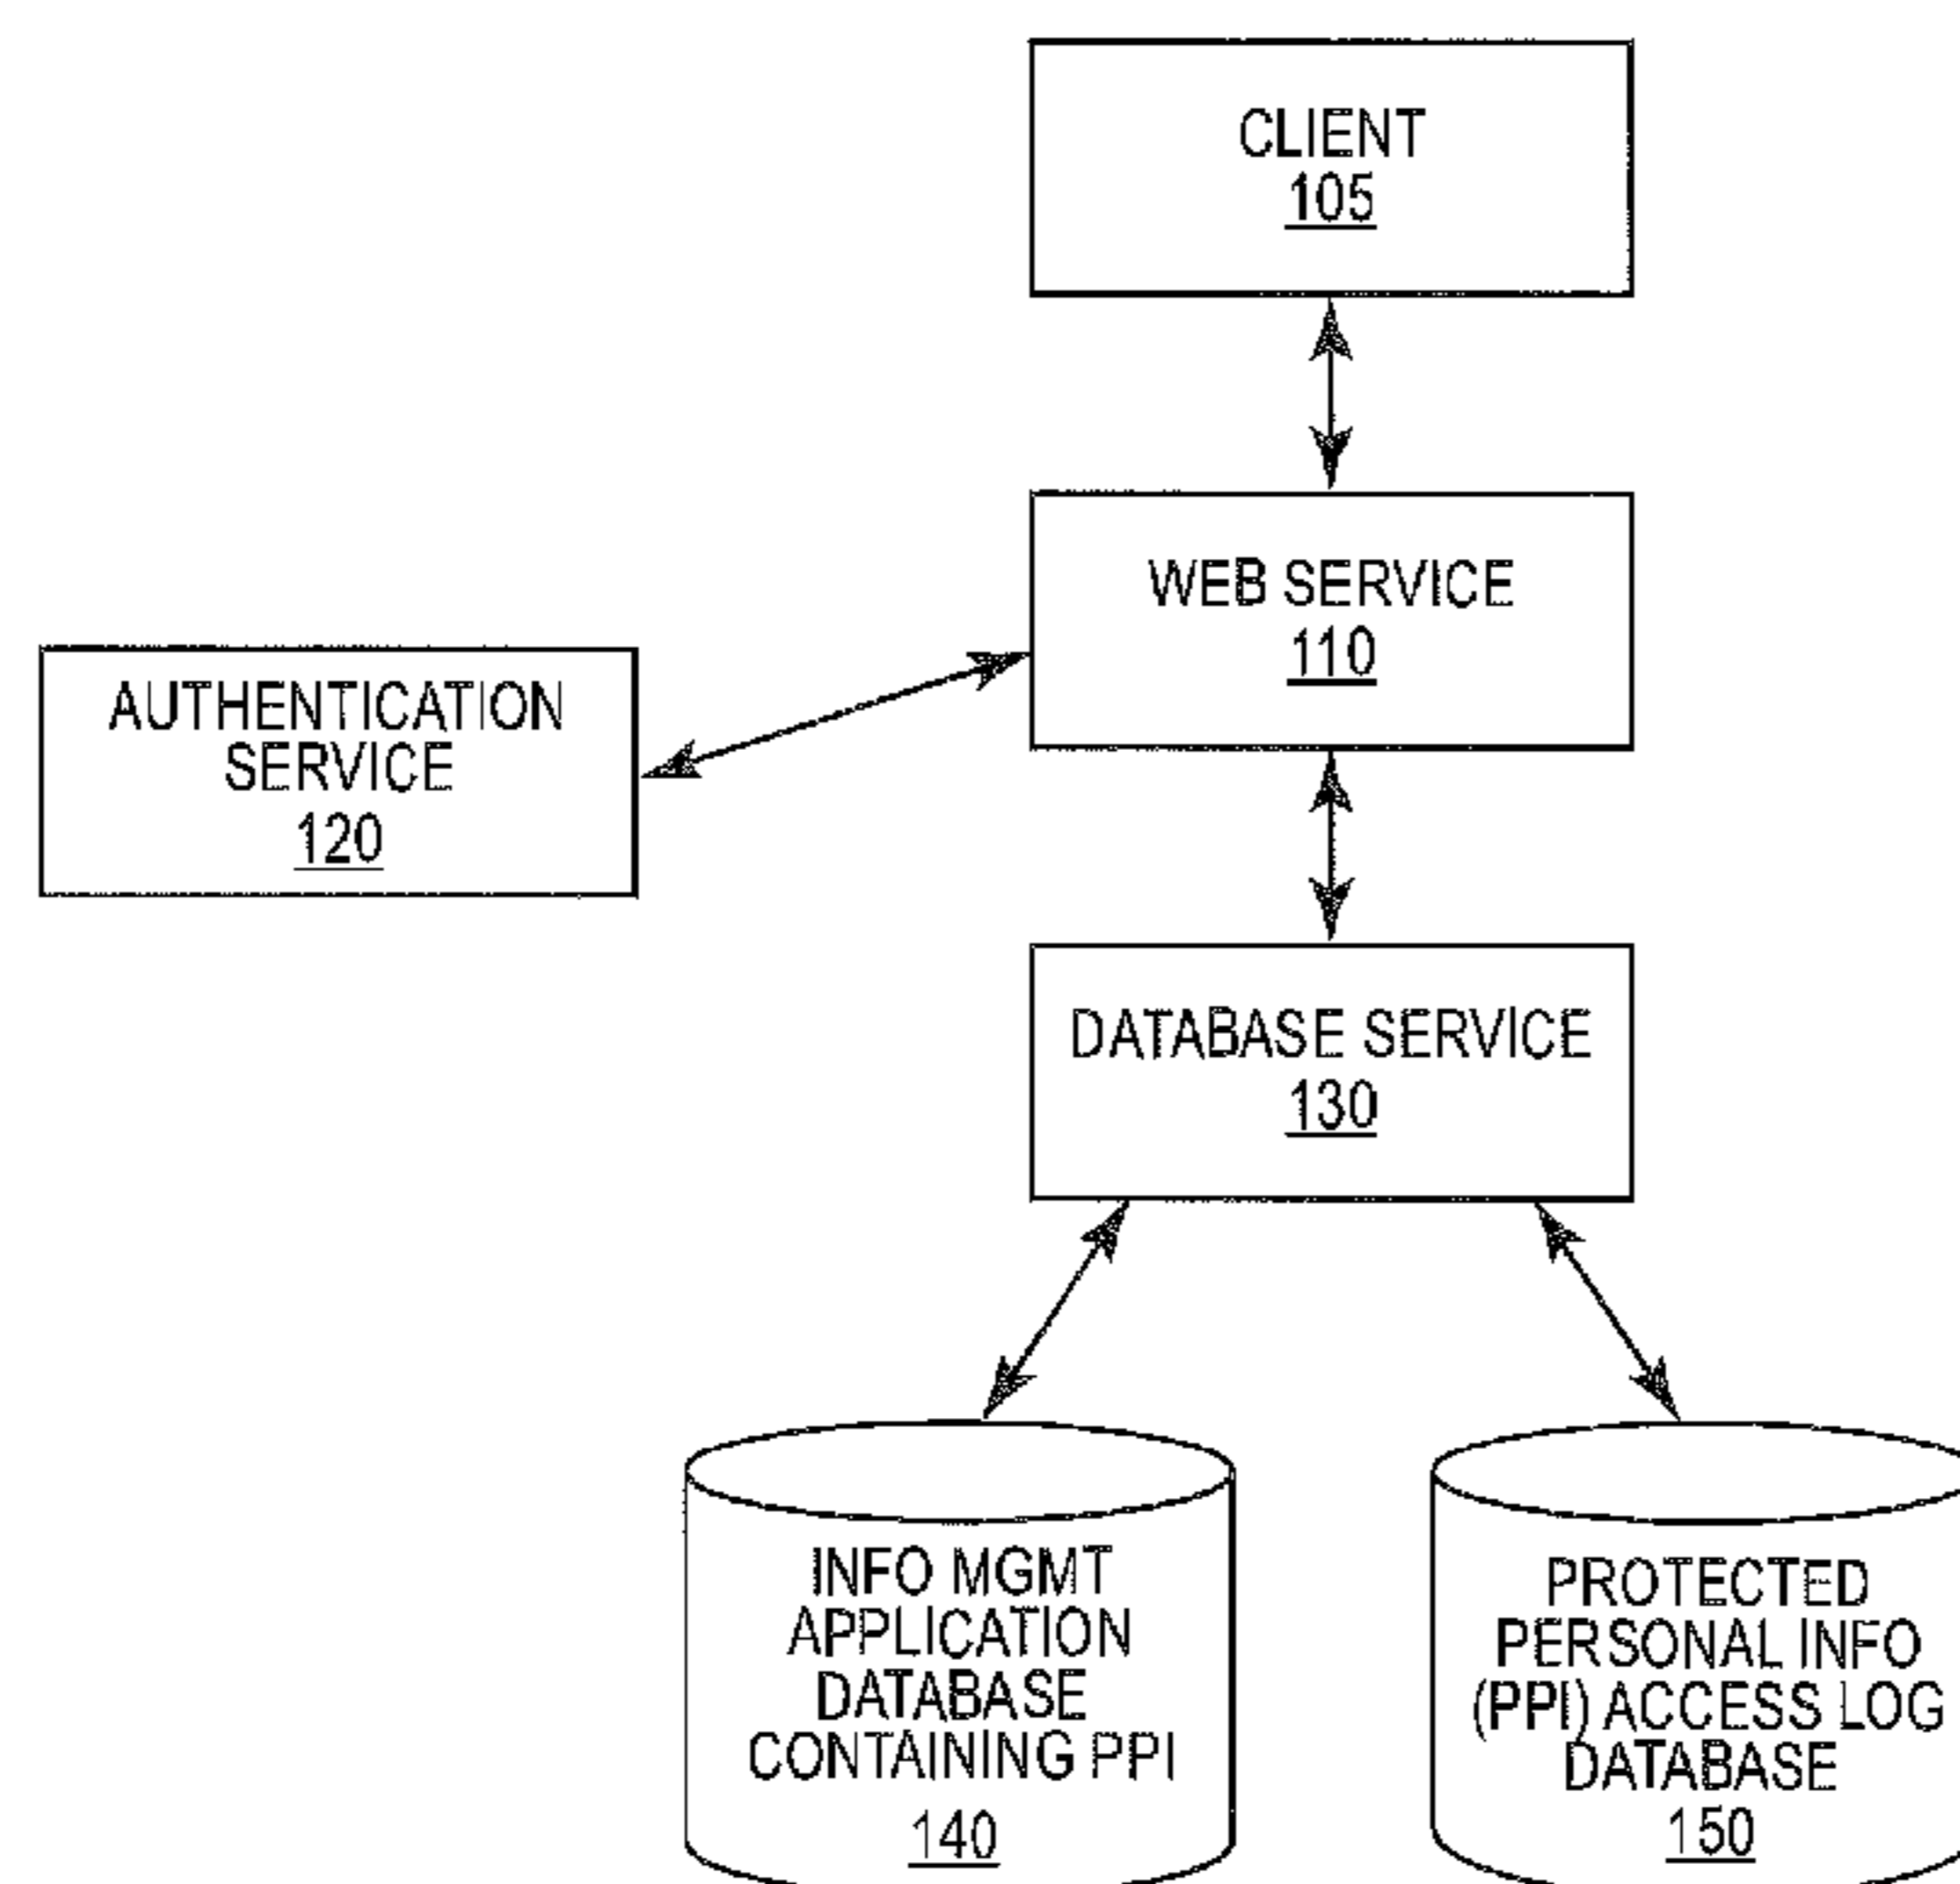 CLIENT
105
WEB SERVICE
110
AUTHENTICATION
SERVICE
120
DATABASE SERVICE
130
INFO MGMT
APPLICATION
DATABASE
CONTAINING PPI
140
PROTECTED
PERSONAL INFO
(PPI) ACCESS LOG
DATABASE
150